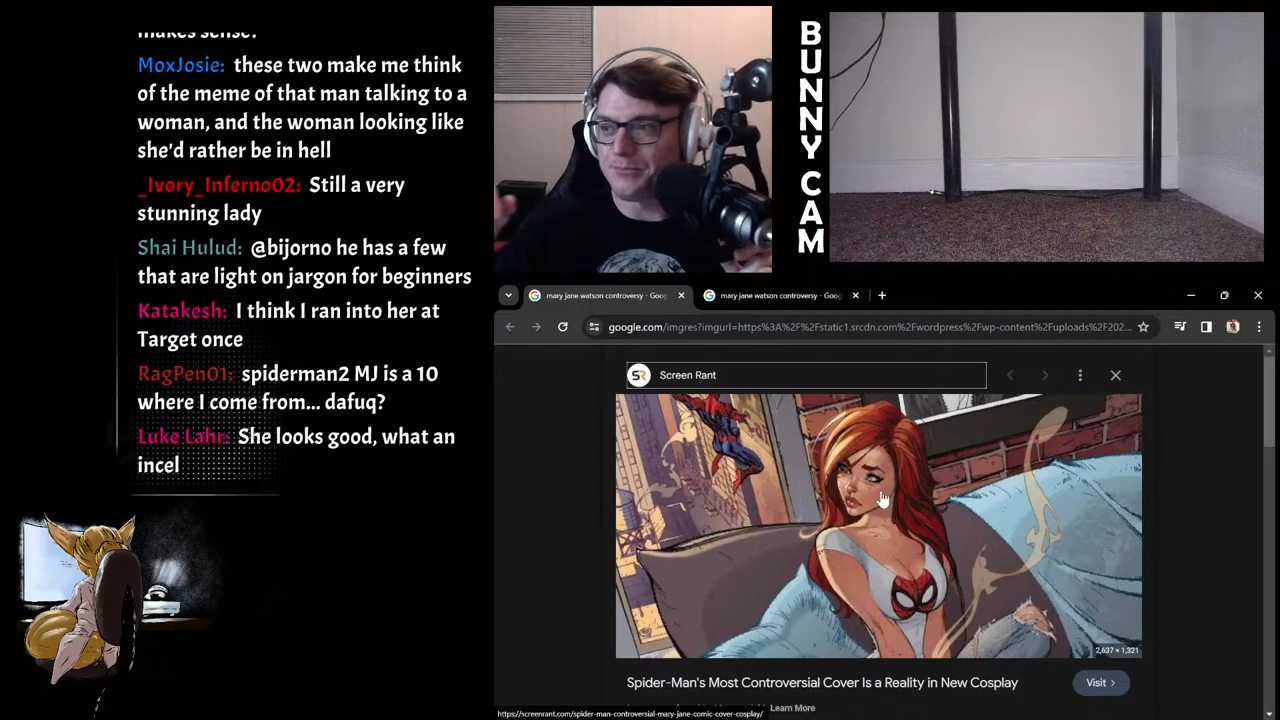 makes sense.
MoxJosie: these two make me think
of the meme of that man talking to a
woman, and the woman looking like
she'd rather be in hell
_Ivory_Inferno02: Still a very
stunning lady
Shai Hulud: @bijorno he has a few
that are light on jargon for beginners
Katakesh: I think I ran into her at
Target once
RagPen01: spiderman2 MJ is a 10
where I come from... dafuq?
Luke Lahr: She looks good, what an
incel
BUNNY CAM
mary jane watson controversy - Goog
mary jane watson controversy - Goog
google.com/imgres?imgurl=https%3A%2F%2Fstatic1.srcdn.com%2Fwordpress%2Fwp-content%2Fuploads%2F202...
SR Screen Rant
2,637 × 1,321
Spider-Man's Most Controversial Cover Is a Reality in New Cosplay
Visit >
Learn More
https://screenrant.com/spider-man-controversial-mary-jane-comic-cover-cosplay/